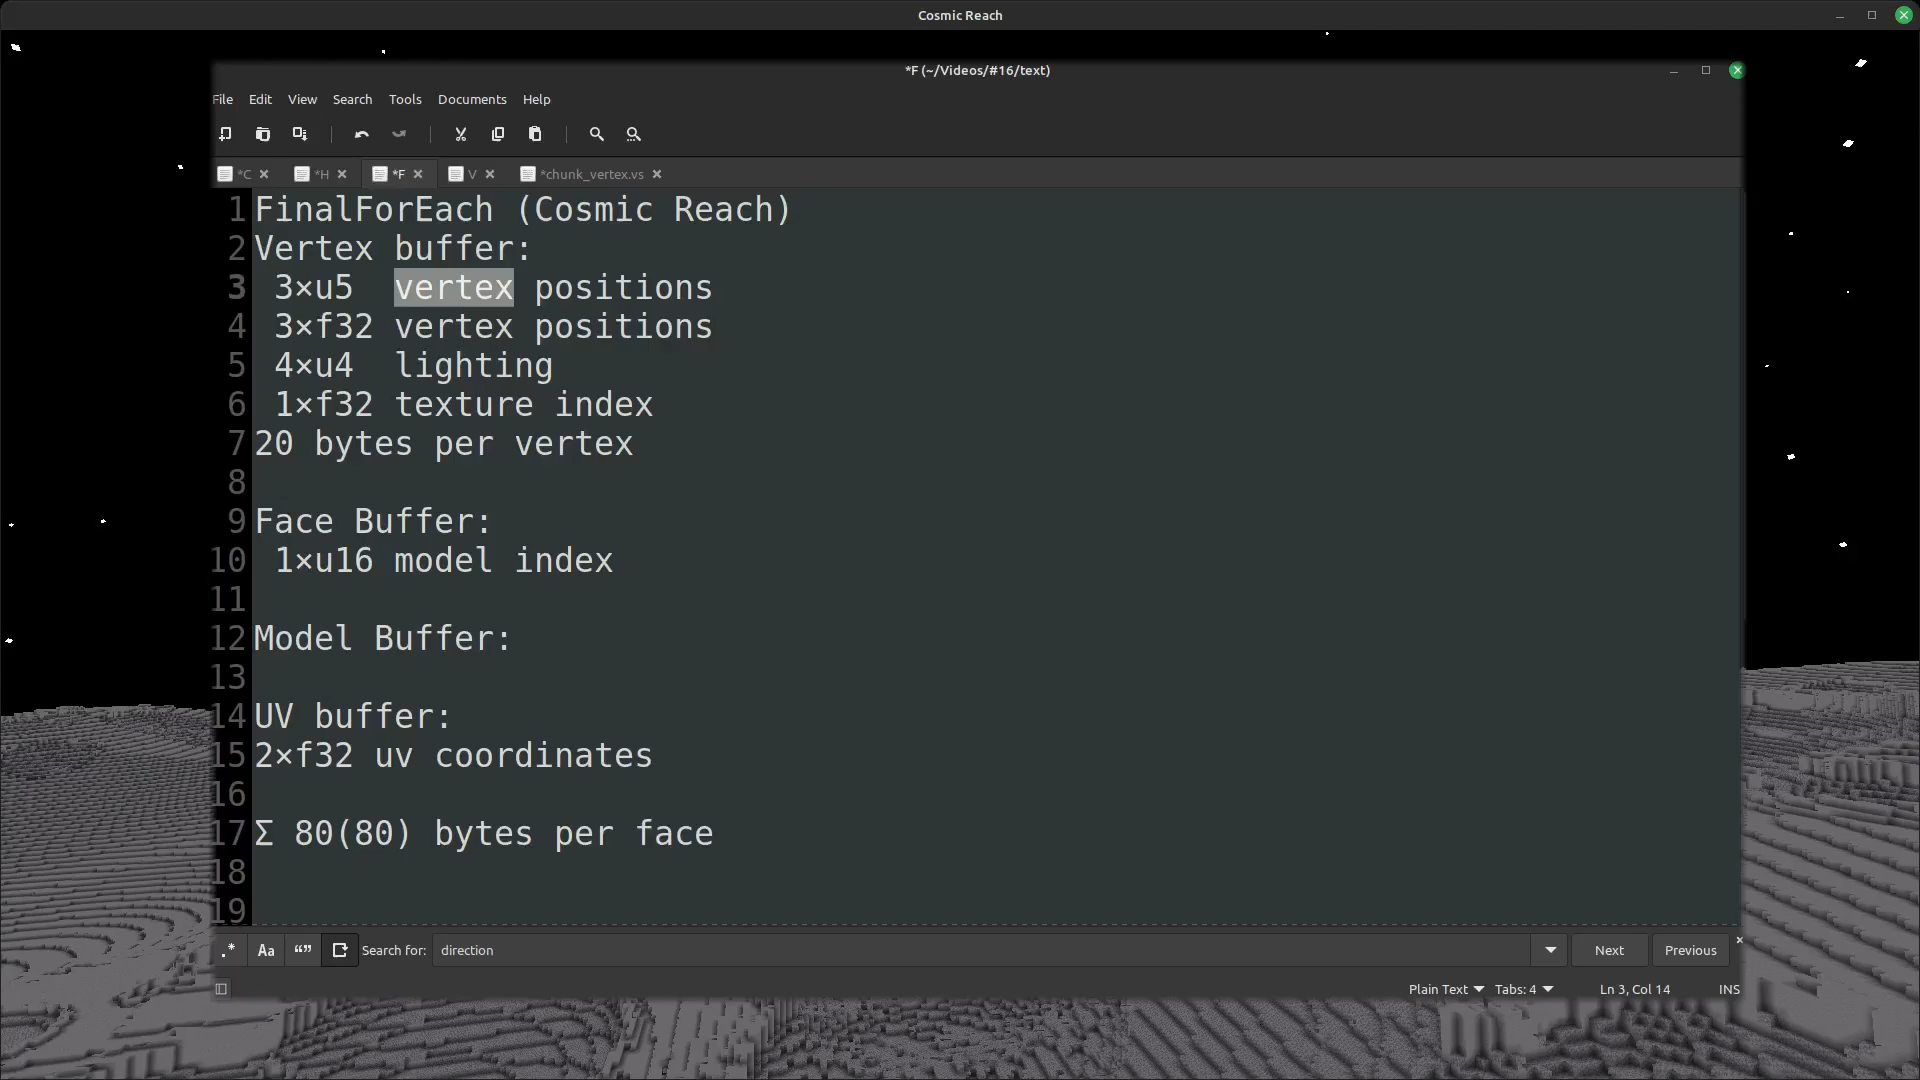 Cosmic Reach
*F (~/Videos/#16/text)
File Edit View Search Tools Documents Help
*C *H *F V *chunk_vertex.vs
1 FinalForEach (Cosmic Reach)
2 Vertex buffer:
3 3×u5 vertex positions
4 3×f32 vertex positions
5 4×u4 lighting
6 1×f32 texture index
7 20 bytes per vertex
8
9 Face Buffer:
10 1×u16 model index
11
12 Model Buffer:
13
14 UV buffer:
15 2×f32 uv coordinates
16
17 Σ 80(80) bytes per face
18
19
.* Aa “” Search for: direction Next Previous
Plain Text Tabs: 4 Ln 3, Col 14 INS